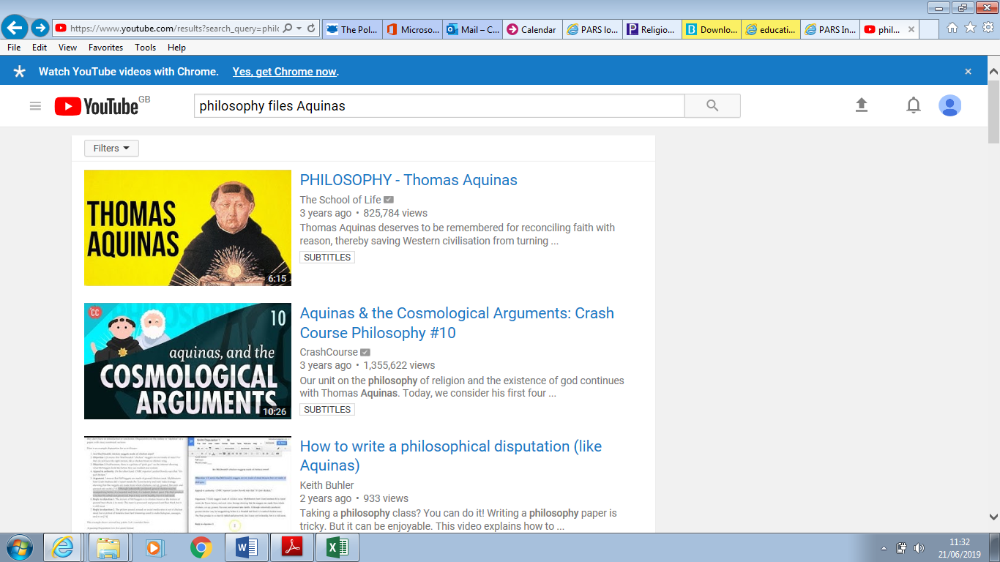 https://www.youtube.com/results?search_query=phil
The Pol...
Microso...
Mail – C...
Calendar
PARS lo...
Religio...
Downlo...
educati...
PARS In...
phil...
File Edit View Favorites Tools Help
Watch YouTube videos with Chrome. Yes, get Chrome now.
YouTube GB
philosophy files Aquinas
Filters
THOMAS
AQUINAS
6:15
PHILOSOPHY - Thomas Aquinas
The School of Life
3 years ago • 825,784 views
Thomas Aquinas deserves to be remembered for reconciling faith with
reason, thereby saving Western civilisation from turning ...
SUBTITLES
CC
PHILOSOPHY
10
aquinas, and the
COSMOLOGICAL
ARGUMENTS
10:26
Aquinas & the Cosmological Arguments: Crash
Course Philosophy #10
CrashCourse
3 years ago • 1,355,622 views
Our unit on the philosophy of religion and the existence of god continues
with Thomas Aquinas. Today, we consider his first four ...
SUBTITLES
How to write a philosophical disputation (like
Aquinas)
Keith Buhler
2 years ago • 933 views
Taking a philosophy class? You can do it! Writing a philosophy paper is
tricky. But it can be enjoyable. This video explains how to ...
11:32
21/06/2019